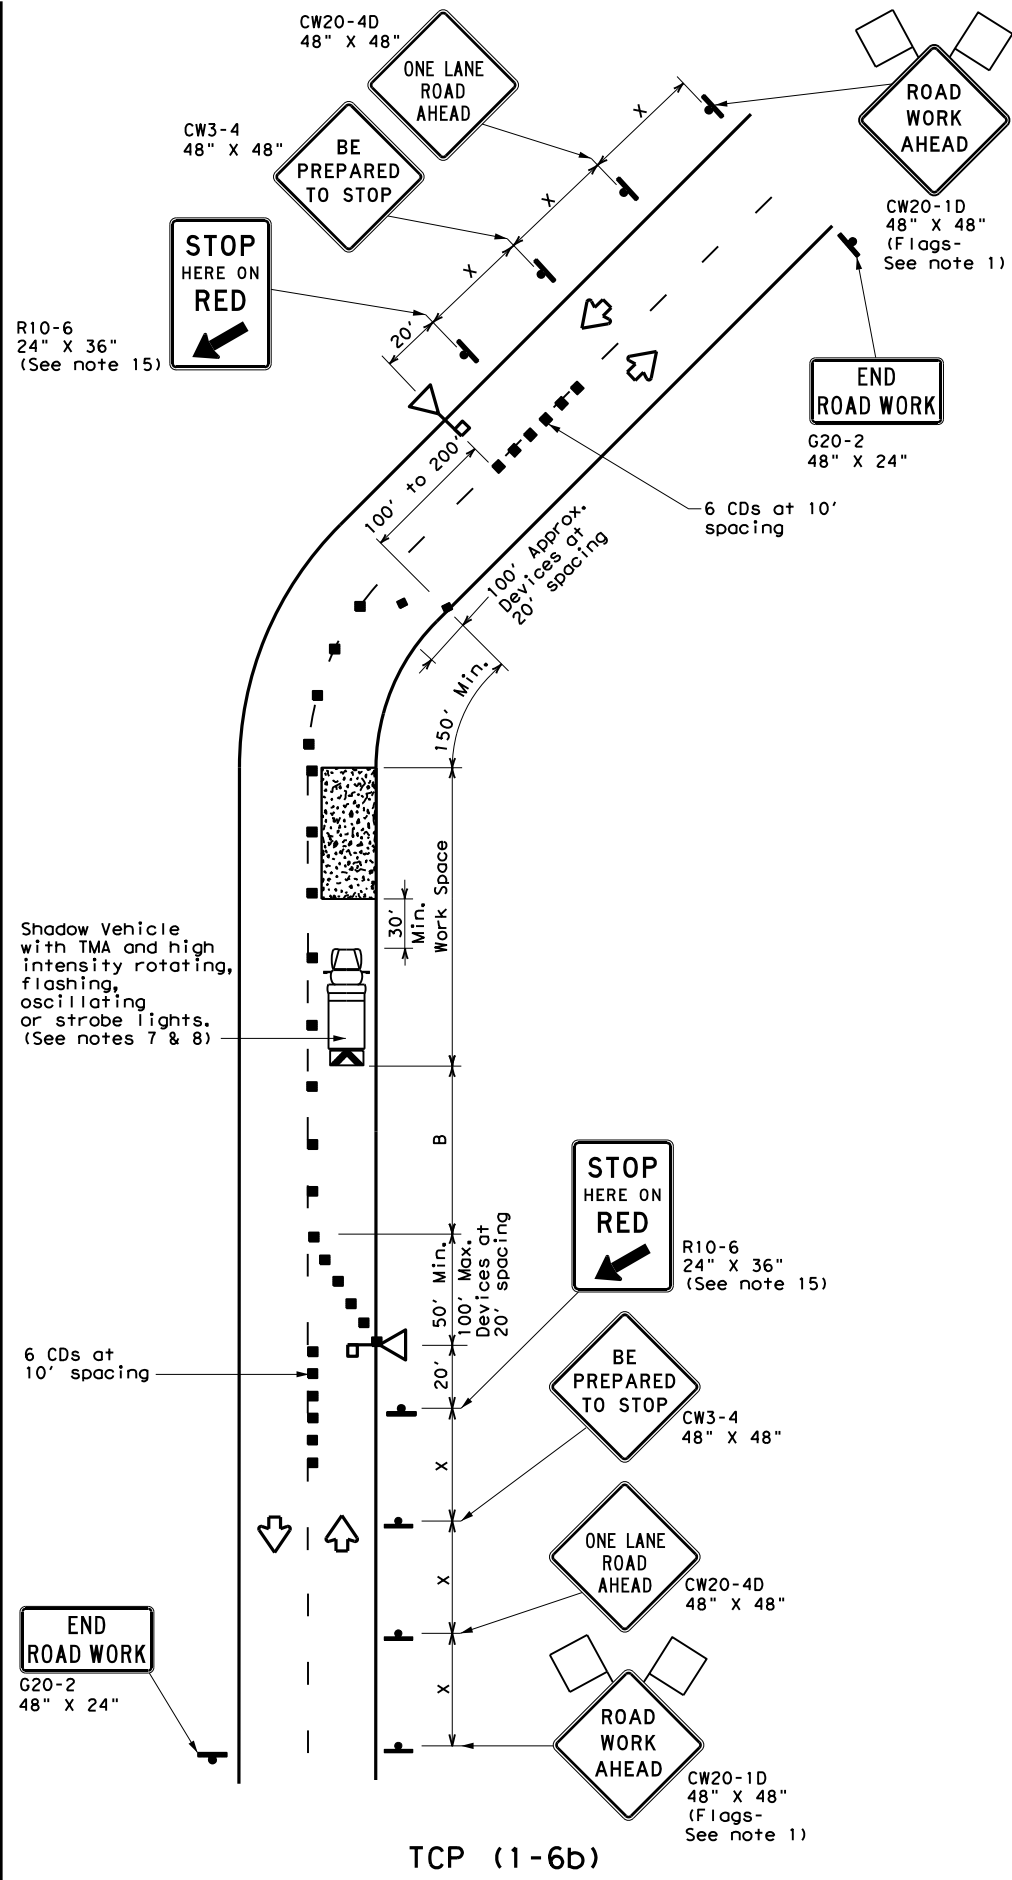 CW20-4D
48" X 48"
ONE LANE
ROAD
AHEAD
CW3-4
48" X 48"
BE
PREPARED
TO STOP
ROAD
WORK
AHEAD
CW20-1D
48" X 48"
(Flags-
See note 1)
STOP
HERE ON
RED
R10-6
24" X 36"
(See note 15)
X
X
X
20'
END
ROAD WORK
G20-2
48" X 24"
100' to 200'
6 CDs at 10'
spacing
100' Approx.
Devices at
20' spacing
150' Min.
Work Space
30'
Min.
Shadow Vehicle
with TMA and high
intensity rotating,
flashing,
oscillating
or strobe lights.
(See notes 7 & 8)
B
50' Min.
100' Max.
Devices at
20' spacing
STOP
HERE ON
RED
R10-6
24" X 36"
(See note 15)
6 CDs at
10' spacing
20'
BE
PREPARED
TO STOP
CW3-4
48" X 48"
X
ONE LANE
ROAD
AHEAD
CW20-4D
48" X 48"
X
END
ROAD WORK
G20-2
48" X 24"
X
ROAD
WORK
AHEAD
CW20-1D
48" X 48"
(Flags-
See note 1)
TCP (1-6b)